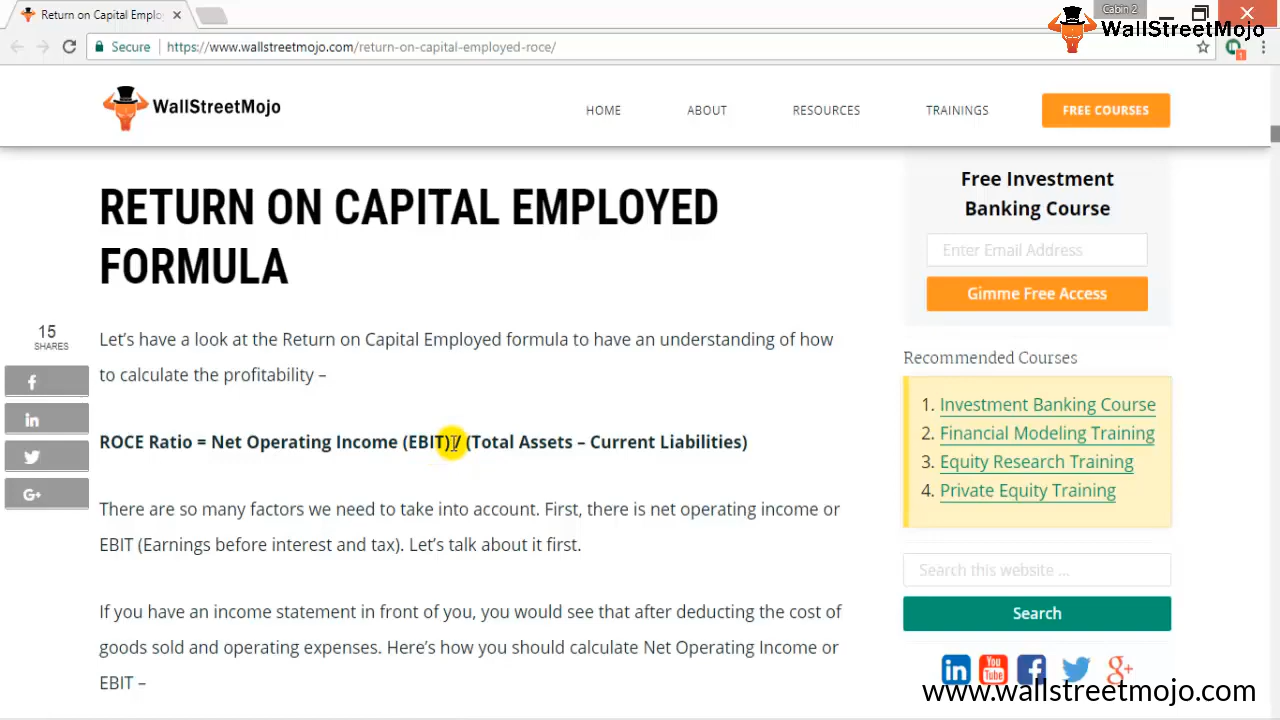 Return on Capital Emplo
Cabin 2
WallStreetMojo
Secure
https://www.wallstreetmojo.com/return-on-capital-employed-roce/
1
WallStreetMojo
HOME
ABOUT
RESOURCES
TRAININGS
FREE COURSES
RETURN ON CAPITAL EMPLOYED
FORMULA
15
SHARES
Let’s have a look at the Return on Capital Employed formula to have an understanding of how
to calculate the profitability –
ROCE Ratio = Net Operating Income (EBIT) / (Total Assets – Current Liabilities)
There are so many factors we need to take into account. First, there is net operating income or
EBIT (Earnings before interest and tax). Let’s talk about it first.
If you have an income statement in front of you, you would see that after deducting the cost of
goods sold and operating expenses. Here’s how you should calculate Net Operating Income or
EBIT –
Free Investment
Banking Course
Enter Email Address
Gimme Free Access
Recommended Courses
1. Investment Banking Course
2. Financial Modeling Training
3. Equity Research Training
4. Private Equity Training
Search this website ...
Search
You
Tube
www.wallstreetmojo.com